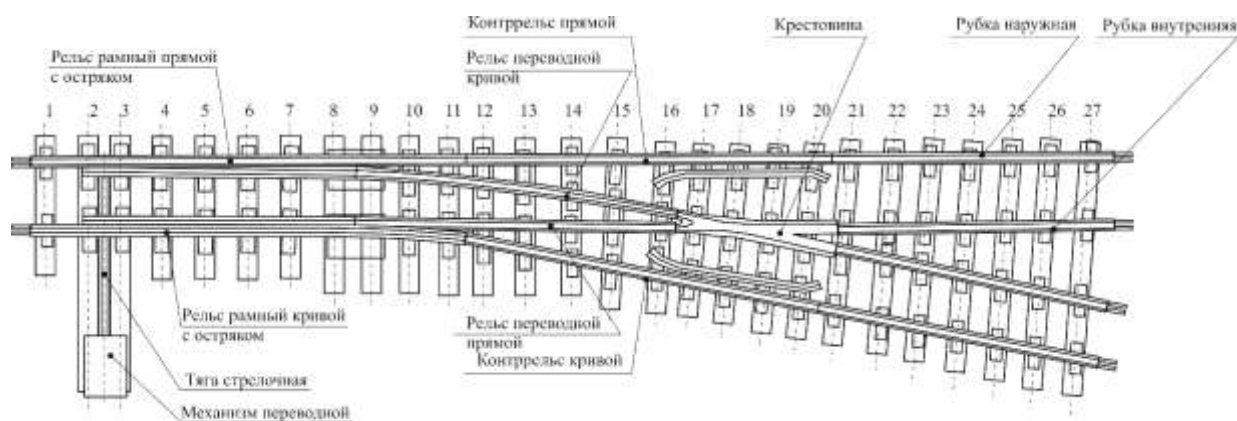 Контррельс прямой
Крестовина
Рубка наружная
Рубка внутренняя
Рельс рамный прямой
с остряком
Рельс переводной
кривой
1 2 3 4 5 6 7 8 9 10 11 12 13 14 15 16 17 18 19 20 21 22 23 24 25 26 27
Рельс рамный кривой
с остряком
Рельс переводной
прямой
Контррельс кривой
Тяга стрелочная
Механизм переводной